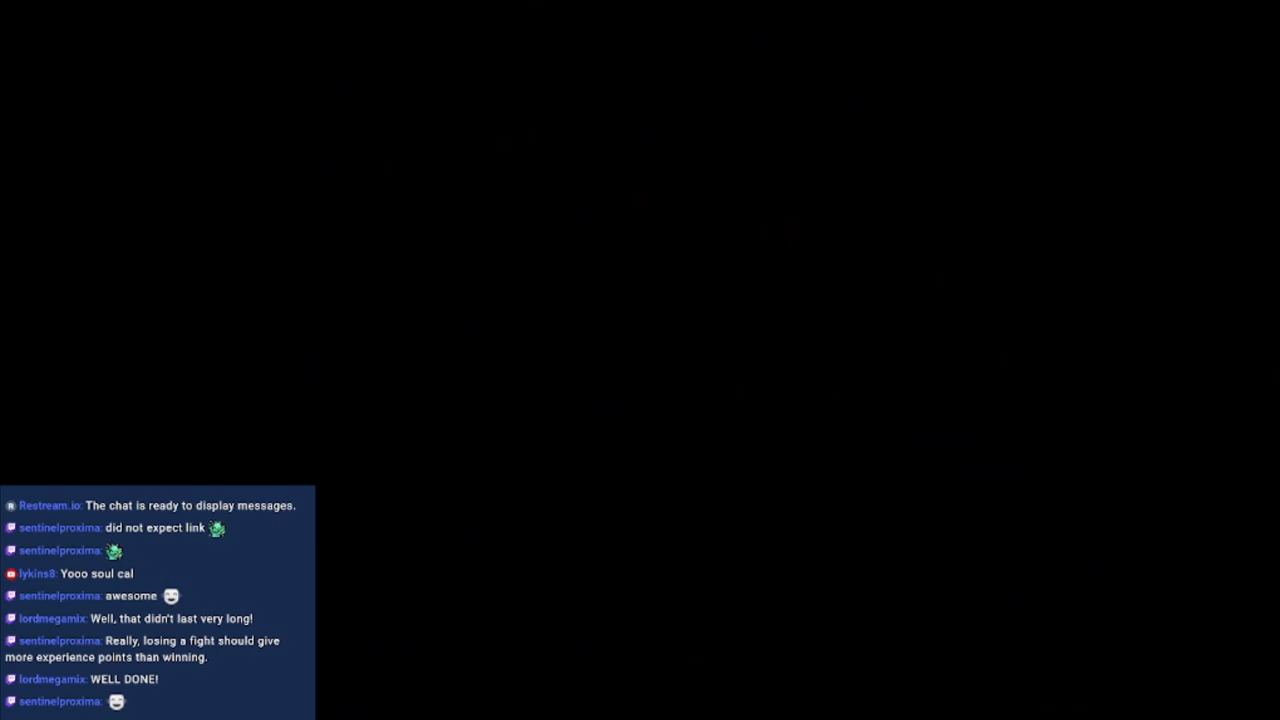 Restream.io: The chat is ready to display messages.
sentinelproxima: did not expect link
sentinelproxima:
lykins8: Yooo soul cal
sentinelproxima: awesome
lordmegamix: Well, that didn't last very long!
sentinelproxima: Really, losing a fight should give
more experience points than winning.
lordmegamix: WELL DONE!
sentinelproxima: